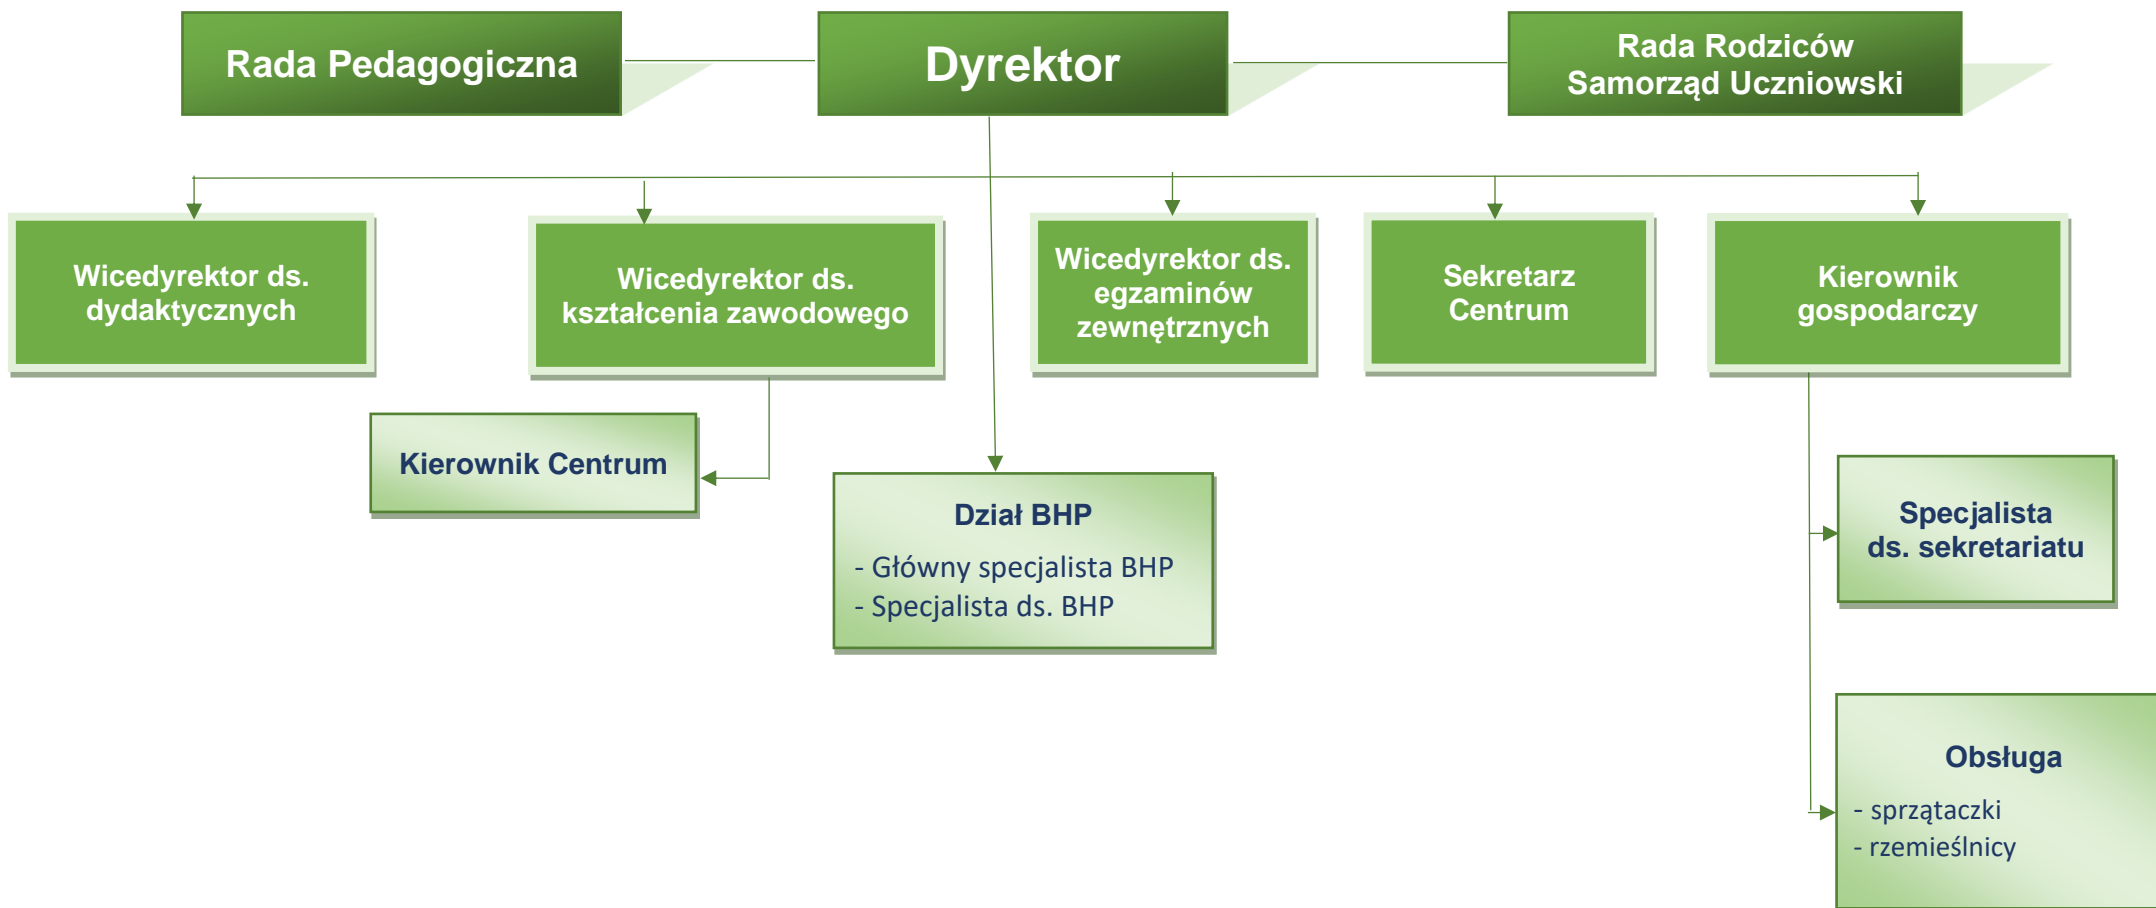 Rada Pedagogiczna
Dyrektor
Rada Rodziców
Samorząd Uczniowski
Wicedyrektor ds.
dydaktycznych
Wicedyrektor ds.
kształcenia zawodowego
Wicedyrektor ds.
egzaminów
zewnętrznych
Sekretarz
Centrum
Kierownik
gospodarczy
Kierownik Centrum
Dział BHP
- Główny specjalista BHP
- Specjalista ds. BHP
Specjalista
ds. sekretariatu
Obsługa
- sprzątaczki
- rzemieślnicy